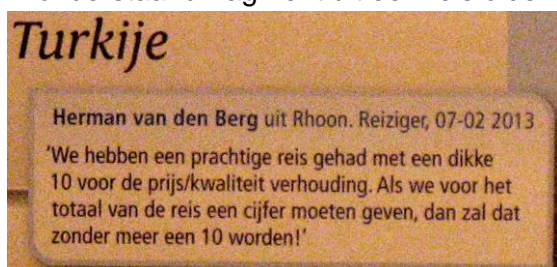 Turkije
Herman van den Berg uit Rhoon. Reiziger, 07-02 2013
'We hebben een prachtige reis gehad met een dikke
10 voor de prijs/kwaliteit verhouding. Als we voor het
totaal van de reis een cijfer moeten geven, dan zal dat
zonder meer een 10 worden!'